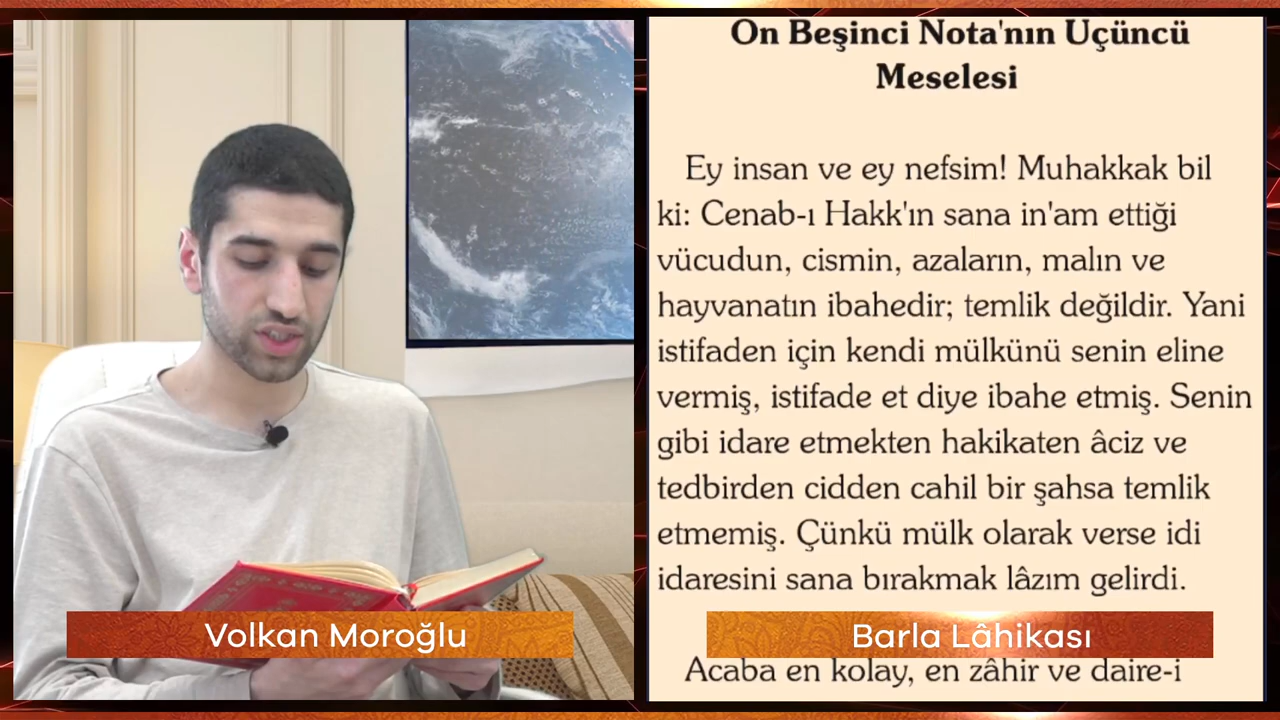 On Beşinci Nota'nın Üçüncü
Meselesi
Ey insan ve ey nefsim! Muhakkak bil
ki: Cenab-ı Hakk'ın sana in'am ettiği
vücudun, cismin, azaların, malın ve
hayvanatın ibahedir; temlik değildir. Yani
istifaden için kendi mülkünü senin eline
vermiş, istifade et diye ibahe etmiş. Senin
gibi idare etmekten hakikaten âciz ve
tedbirden cidden cahil bir şahsa temlik
etmemiş. Çünkü mülk olarak verse idi
idaresini sana bırakmak lâzım gelirdi.
Acaba en kolay, en zâhir ve daire-i
Volkan Moroğlu
Barla Lâhikası